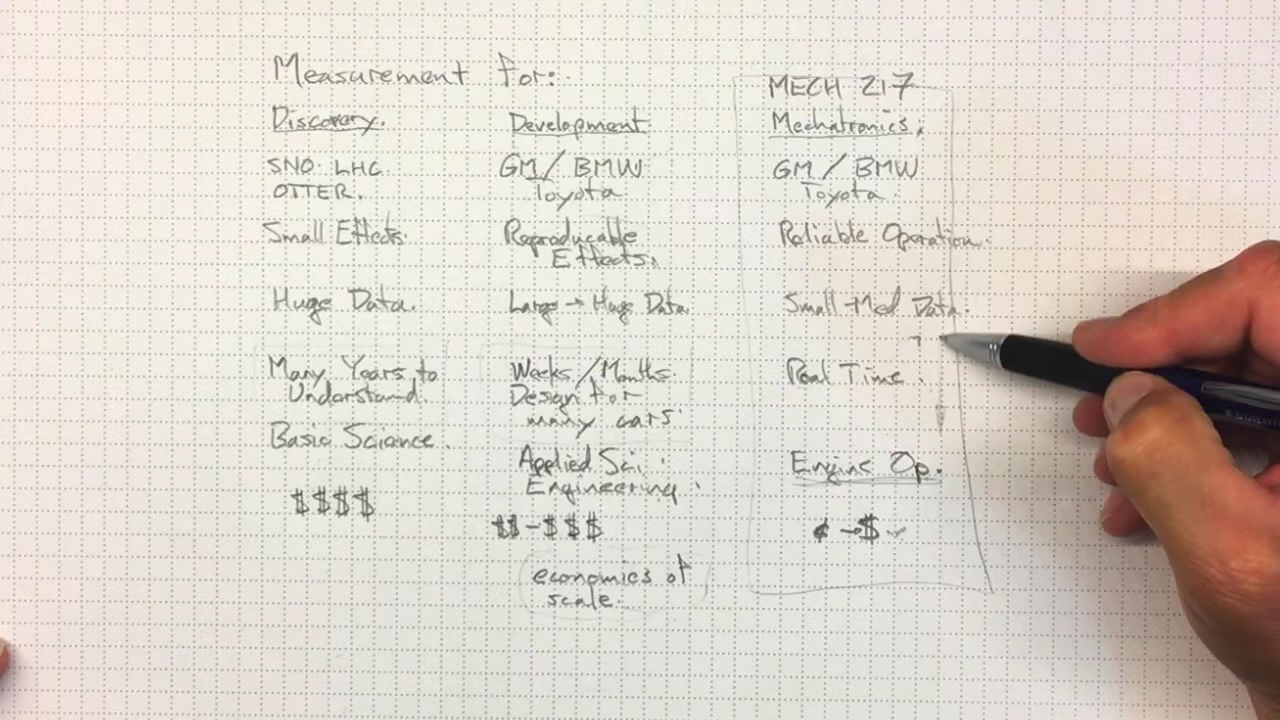 Measurement for:
MECH 217
Discovery.
Development
Mechatronics.
SNO LHC
OTTER.
GM / BMW
Toyota
GM / BMW
Toyota.
Small Effects.
Reproducable
Effects.
Reliable Operation.
Huge Data.
Large → Huge Data.
Small-Med Data.
Many Years to
Understand.
Weeks/Months.
Design for
many cars
Real Time.
Basic Science.
Applied Sci.
Engineering.
Engine Op.
$$$$
$$-$$$
¢→$
economics of
scale.